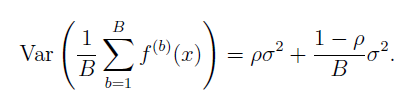 Var ( 1/B ∑_{b=1}^{B} f^{(b)}(x) ) = ρσ² + (1 − ρ)/B σ².